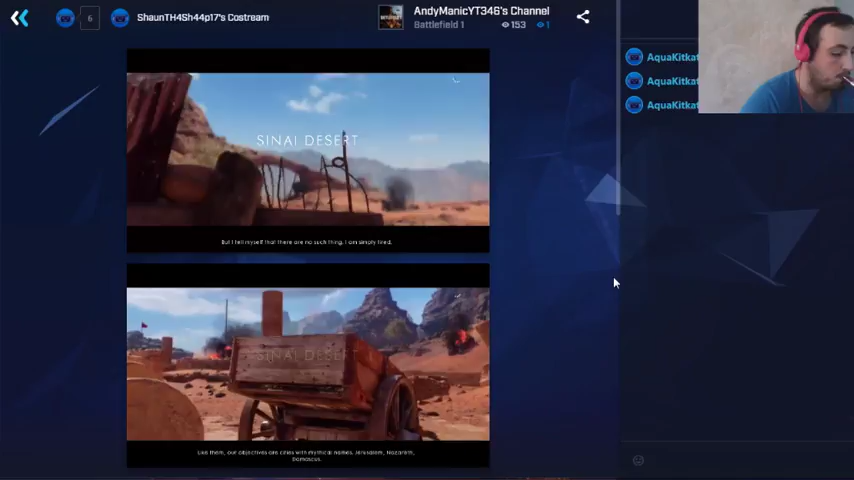 6
ShaunTH4Sh44p17's Costream
AndyManicYT346's Channel
Battlefield 1
153
1
SINAI DESERT
But I tell myself that there are no such thing. I am simply tired.
SINAI DESERT
Like them, our objectives are cities with mythical names. Jerusalem, Nazareth,
Damascus.
AquaKitkat
AquaKitkat
AquaKitkat